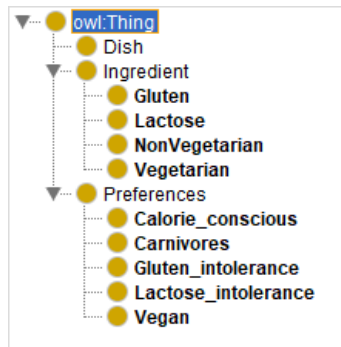 owl:Thing
Dish
Ingredient
Gluten
Lactose
NonVegetarian
Vegetarian
Preferences
Calorie_conscious
Carnivores
Gluten_intolerance
Lactose_intolerance
Vegan